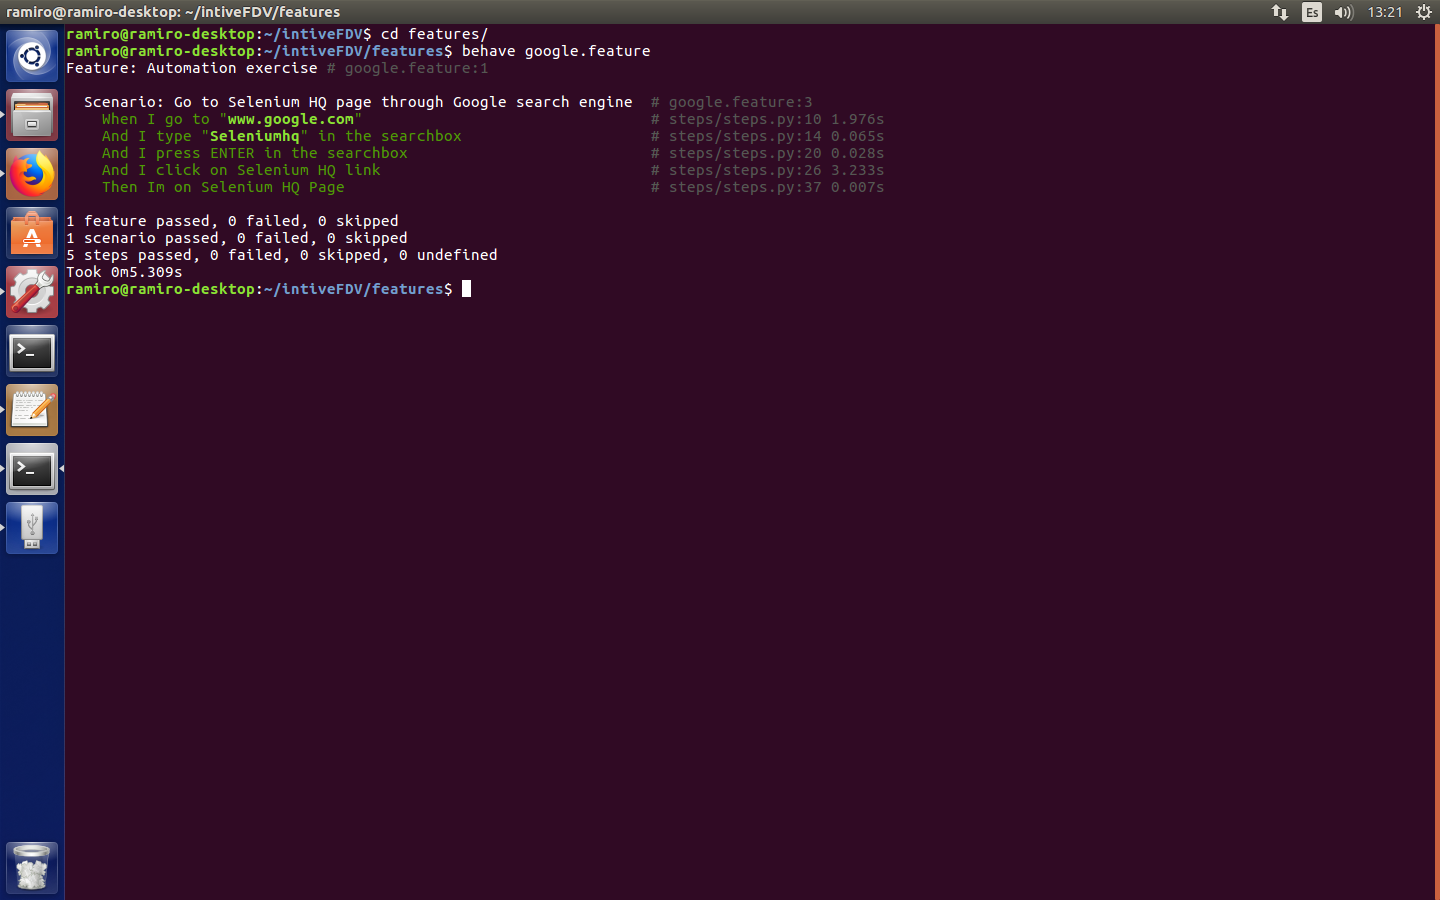 ramiro@ramiro-desktop: ~/intiveFDV/features Es 13:21
ramiro@ramiro-desktop:~/intiveFDV$ cd features/
ramiro@ramiro-desktop:~/intiveFDV/features$ behave google.feature
Feature: Automation exercise # google.feature:1
Scenario: Go to Selenium HQ page through Google search engine # google.feature:3
When I go to "www.google.com" # steps/steps.py:10 1.976s
And I type "Seleniumhq" in the searchbox # steps/steps.py:14 0.065s
And I press ENTER in the searchbox # steps/steps.py:20 0.028s
And I click on Selenium HQ link # steps/steps.py:26 3.233s
Then Im on Selenium HQ Page # steps/steps.py:37 0.007s
1 feature passed, 0 failed, 0 skipped
1 scenario passed, 0 failed, 0 skipped
5 steps passed, 0 failed, 0 skipped, 0 undefined
Took 0m5.309s
ramiro@ramiro-desktop:~/intiveFDV/features$